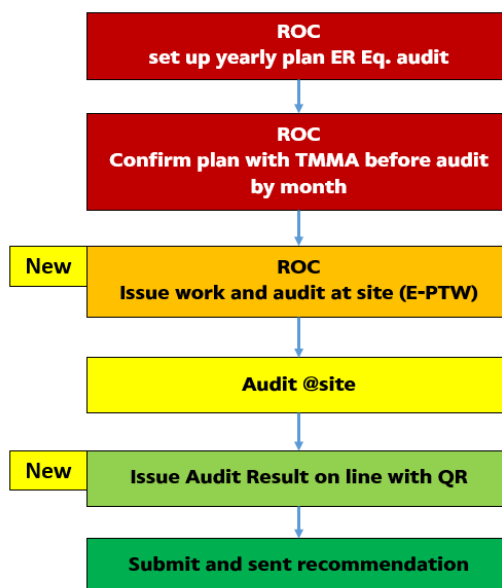 ROC
set up yearly plan ER Eq. audit
ROC
Confirm plan with TMMA before audit
by month
New
ROC
Issue work and audit at site (E-PTW)
Audit @site
New
Issue Audit Result on line with QR
Submit and sent recommendation